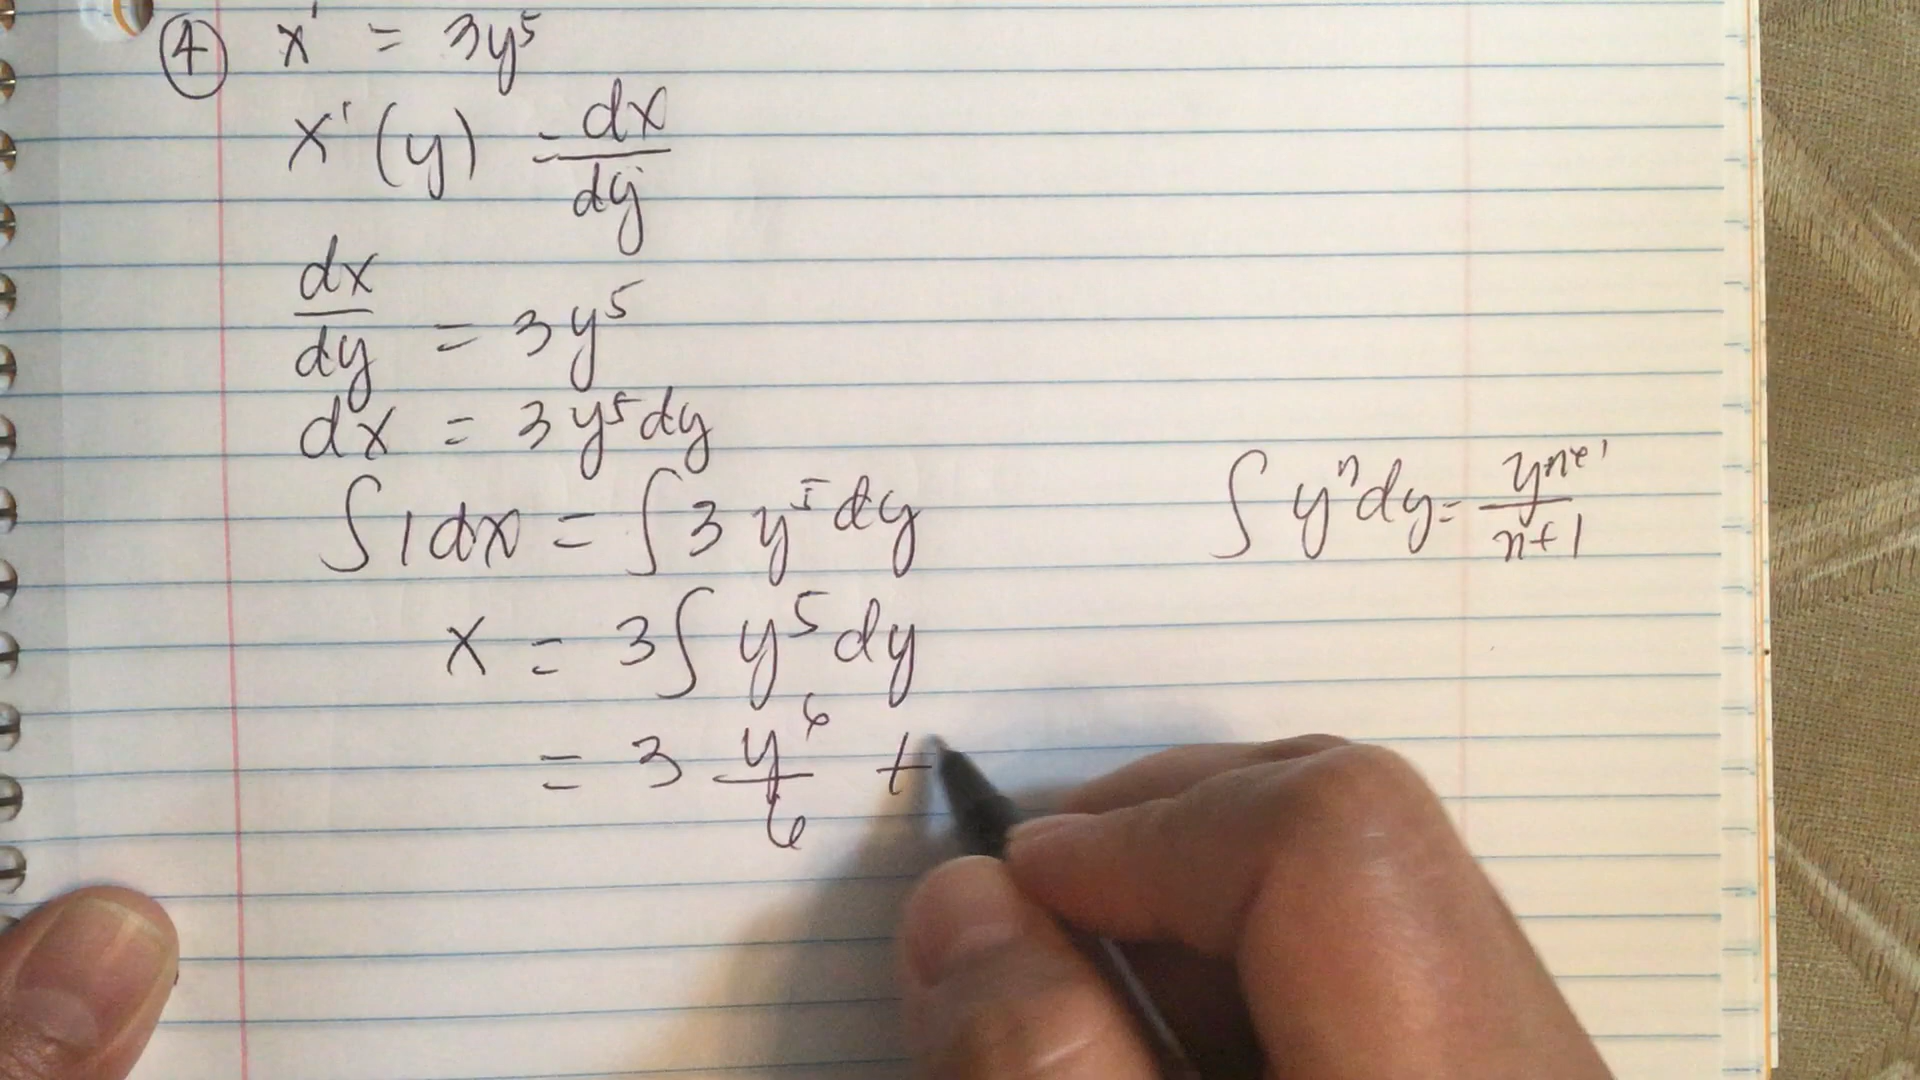 ④ x' = 3y⁵
x'(y) = dx/dy
dx/dy = 3y⁵
dx = 3y⁵dy
∫1dx = ∫3y⁵dy
∫yⁿdy = yⁿ⁺¹/n+1
x = 3∫y⁵dy
= 3 y⁶/6 +